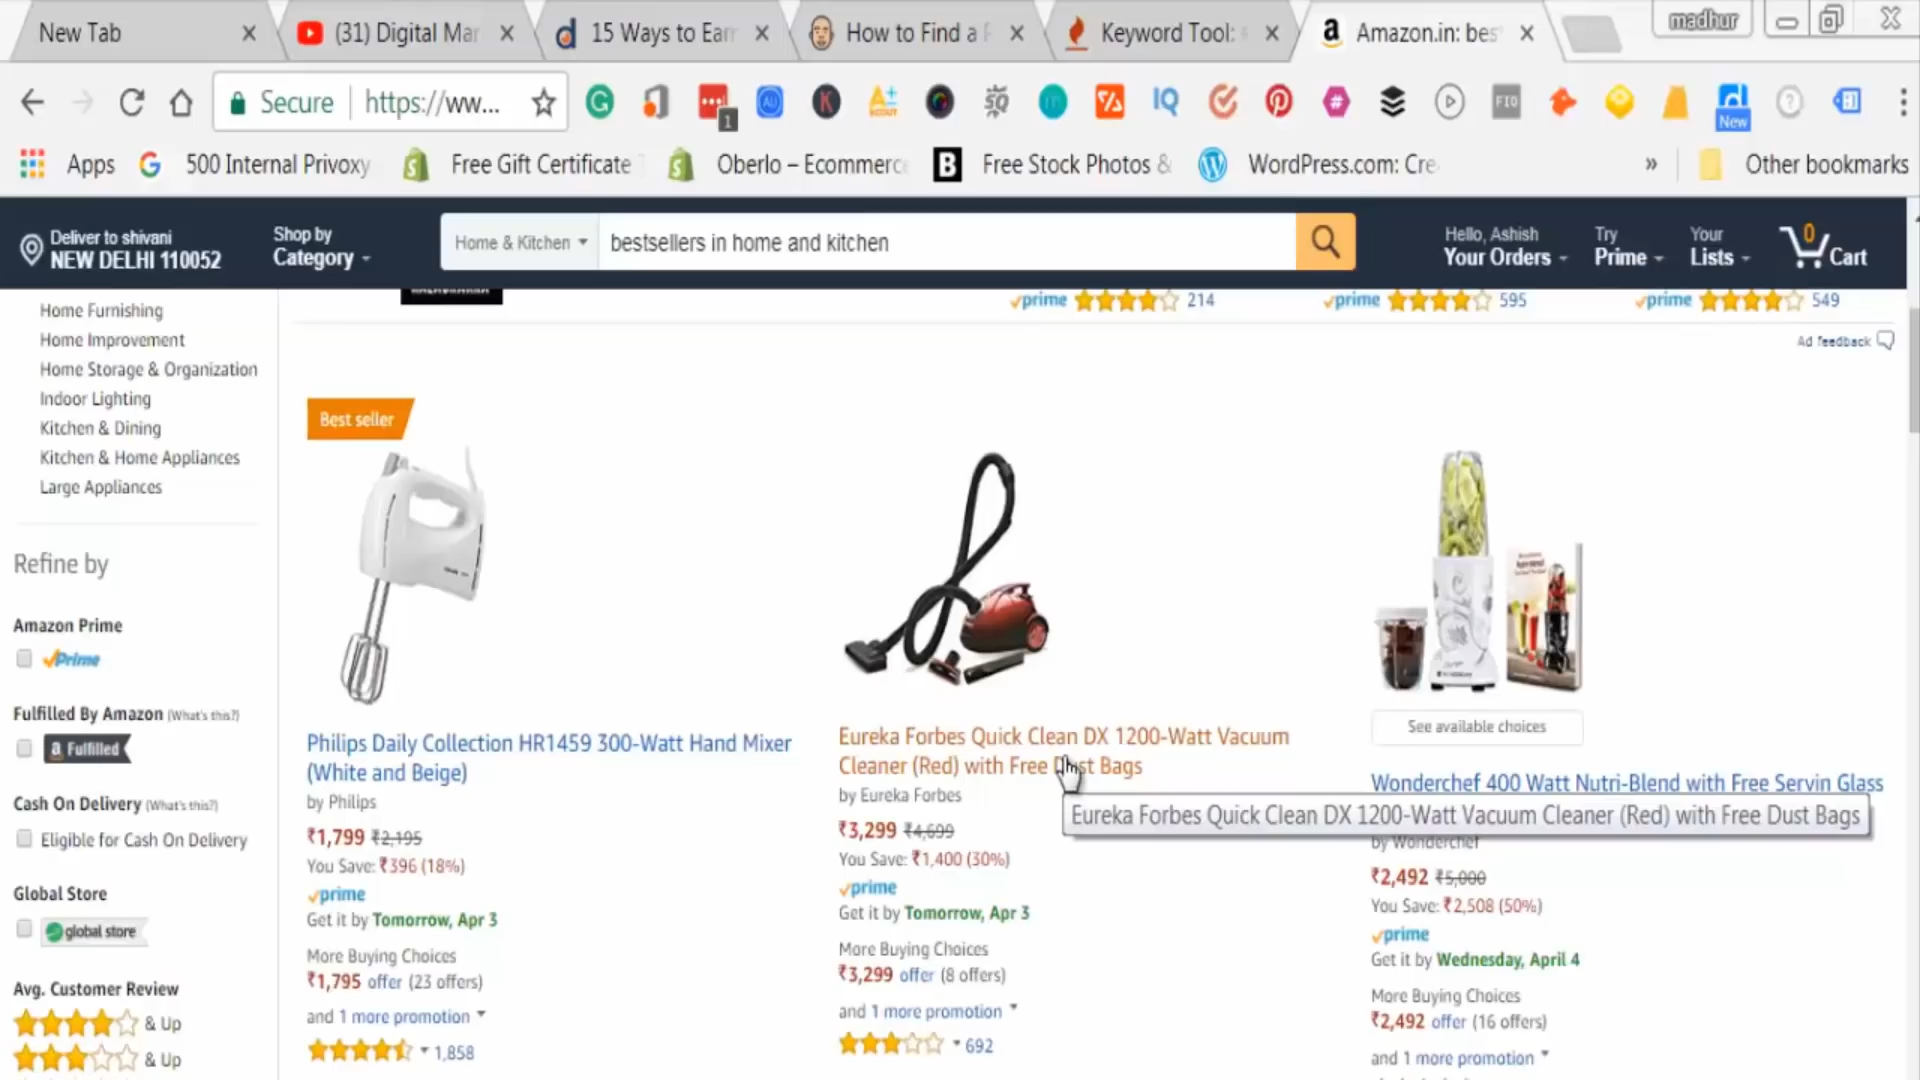 New Tab
(31) Digital Mar
15 Ways to Earn
How to Find a P
Keyword Tool:
Amazon.in: bes
madhur
Secure
https://ww...
1
FIO
New
Apps
500 Internal Privoxy
Free Gift Certificate
Oberlo – Ecommerc
Free Stock Photos &
WordPress.com: Cre
»
Other bookmarks
Deliver to shivani
NEW DELHI 110052
Shop by
Category
Home & Kitchen
bestsellers in home and kitchen
Hello, Ashish
Your Orders
Try
Prime
Your
Lists
0
Cart
prime 214
prime 595
prime 549
Ad feedback
Home Furnishing
Home Improvement
Home Storage & Organization
Indoor Lighting
Kitchen & Dining
Kitchen & Home Appliances
Large Appliances
Refine by
Amazon Prime
Prime
Fulfilled By Amazon (What's this?)
a Fulfilled
Cash On Delivery (What's this?)
Eligible for Cash On Delivery
Global Store
global store
Avg. Customer Review
& Up
& Up
Best seller
Philips Daily Collection HR1459 300-Watt Hand Mixer
(White and Beige)
by Philips
₹1,799 ₹2,195
You Save: ₹396 (18%)
prime
Get it by Tomorrow, Apr 3
More Buying Choices
₹1,795 offer (23 offers)
and 1 more promotion
1,858
Eureka Forbes Quick Clean DX 1200-Watt Vacuum
Cleaner (Red) with Free Dust Bags
by Eureka Forbes
₹3,299 ₹4,699
You Save: ₹1,400 (30%)
prime
Get it by Tomorrow, Apr 3
More Buying Choices
₹3,299 offer (8 offers)
and 1 more promotion
692
See available choices
Wonderchef 400 Watt Nutri-Blend with Free Servin Glass
Eureka Forbes Quick Clean DX 1200-Watt Vacuum Cleaner (Red) with Free Dust Bags
by Wonderchef
₹2,492 ₹5,000
You Save: ₹2,508 (50%)
prime
Get it by Wednesday, April 4
More Buying Choices
₹2,492 offer (16 offers)
and 1 more promotion